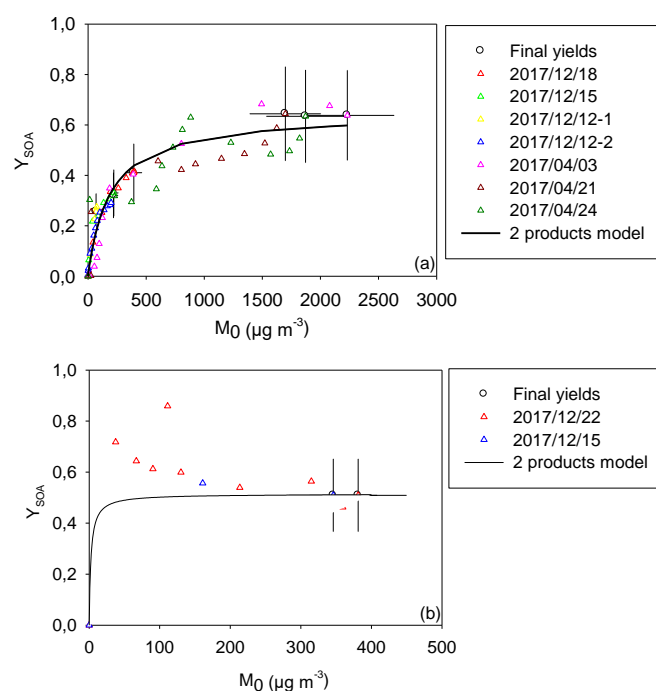 1,0
0,8
0,6
0,4
0,2
0,0
Y_SOA
0 500 1000 1500 2000 2500 3000
M0 (µg m-3)
(a)
Final yields
2017/12/18
2017/12/15
2017/12/12-1
2017/12/12-2
2017/04/03
2017/04/21
2017/04/24
2 products model
1,0
0,8
0,6
0,4
0,2
0,0
Y_SOA
0 100 200 300 400 500
M0 (µg m-3)
(b)
Final yields
2017/12/22
2017/12/15
2 products model